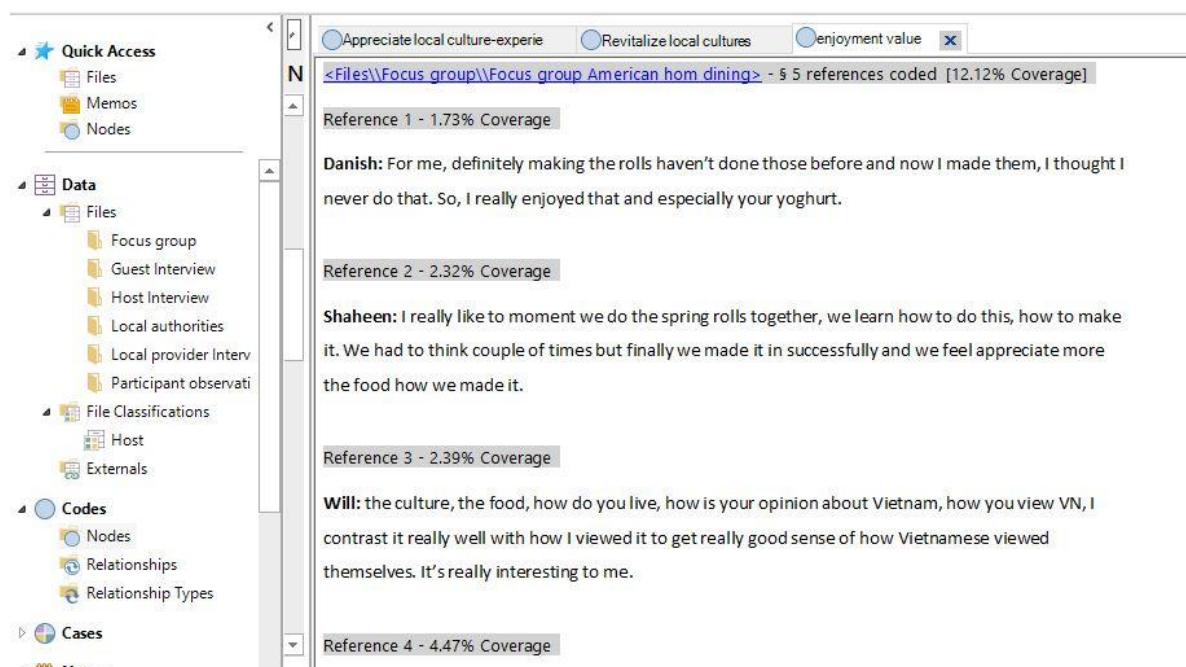 Quick Access
Files
Memos
Nodes
Data
Files
Focus group
Guest Interview
Host Interview
Local authorities
Local provider Interv
Participant observati
File Classifications
Host
Externals
Codes
Nodes
Relationships
Relationship Types
Cases
N
Appreciate local culture-experie
Revitalize local cultures
enjoyment value
<Files\\Focus group\\Focus group American hom dining> - § 5 references coded [12.12% Coverage]
Reference 1 - 1.73% Coverage
Danish: For me, definitely making the rolls haven’t done those before and now I made them, I thought I
never do that. So, I really enjoyed that and especially your yoghurt.
Reference 2 - 2.32% Coverage
Shaheen: I really like to moment we do the spring rolls together, we learn how to do this, how to make
it. We had to think couple of times but finally we made it in successfully and we feel appreciate more
the food how we made it.
Reference 3 - 2.39% Coverage
Will: the culture, the food, how do you live, how is your opinion about Vietnam, how you view VN, I
contrast it really well with how I viewed it to get really good sense of how Vietnamese viewed
themselves. It’s really interesting to me.
Reference 4 - 4.47% Coverage